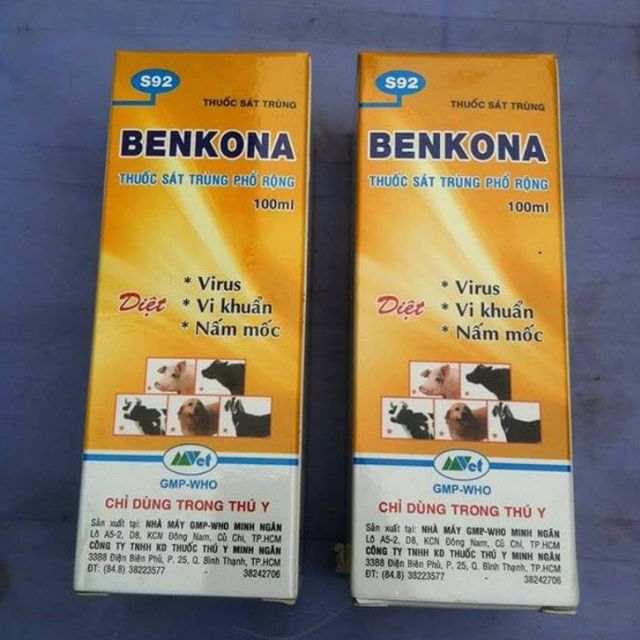 S92
THUỐC SÁT TRÙNG
BENKONA
THUỐC SÁT TRÙNG PHỔ RỘNG
100ml
Diệt
* Virus
* Vi khuẩn
* Nấm mốc
Vet
GMP-WHO
CHỈ DÙNG TRONG THÚ Y
Sản xuất tại: NHÀ MÁY GMP-WHO MINH NGÂN
Lô A5-2, D8, KCN Đông Nam, Củ Chi, TP.HCM
CÔNG TY TNHH KD THUỐC THÚ Y MINH NGÂN
33B8 Điện Biên Phủ, P. 25, Q. Bình Thạnh, TP.HCM
ĐT: (84.8) 38223577 38242706
S92
THUỐC SÁT TRÙNG
BENKONA
THUỐC SÁT TRÙNG PHỔ RỘNG
100ml
Diệt
* Virus
* Vi khuẩn
* Nấm mốc
Vet
GMP-WHO
CHỈ DÙNG TRONG THÚ Y
Sản xuất tại: NHÀ MÁY GMP-WHO MINH NGÂN
Lô A5-2, D8, KCN Đông Nam, Củ Chi, TP.HCM
CÔNG TY TNHH KD THUỐC THÚ Y MINH NGÂN
33B8 Điện Biên Phủ, P. 25, Q. Bình Thạnh, TP.HCM
ĐT: (84.8) 38223577 38242706